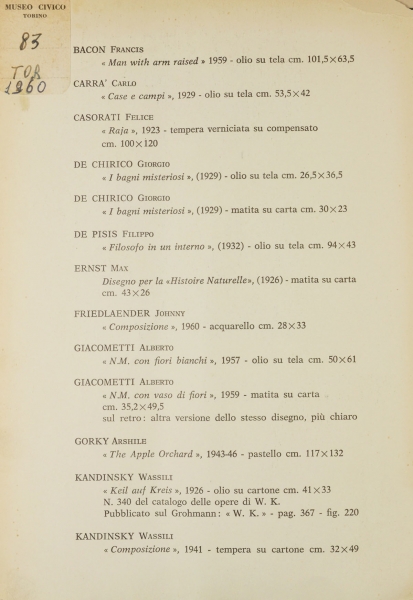 MUSEO CIVICO
TORINO
83
TOR
1960
BACON Francis
« Man with arm raised » 1959 - olio su tela cm. 101,5×63,5
CARRA' Carlo
« Case e campi », 1929 - olio su tela cm. 53,5×42
CASORATI Felice
« Raja », 1923 - tempera verniciata su compensato
cm. 100×120
DE CHIRICO Giorgio
« I bagni misteriosi », (1929) - olio su tela cm. 26,5×36,5
DE CHIRICO Giorgio
« I bagni misteriosi », (1929) - matita su carta cm. 30×23
DE PISIS Filippo
« Filosofo in un interno », (1932) - olio su tela cm. 94×43
ERNST Max
Disegno per la «Histoire Naturelle», (1926) - matita su carta
cm. 43×26
FRIEDLAENDER Johnny
« Composizione », 1960 - acquarello cm. 28×33
GIACOMETTI Alberto
« N.M. con fiori bianchi », 1957 - olio su tela cm. 50×61
GIACOMETTI Alberto
« N.M. con vaso di fiori », 1959 - matita su carta
cm. 35,2×49,5
sul retro: altra versione dello stesso disegno, più chiaro
GORKY Arshile
« The Apple Orchard », 1943-46 - pastello cm. 117×132
KANDINSKY Wassili
« Keil auf Kreis », 1926 - olio su cartone cm. 41×33
N. 340 del catalogo delle opere di W. K.
Pubblicato sul Grohmann: « W. K. » - pag. 367 - fig. 220
KANDINSKY Wassili
« Composizione », 1941 - tempera su cartone cm. 32×49